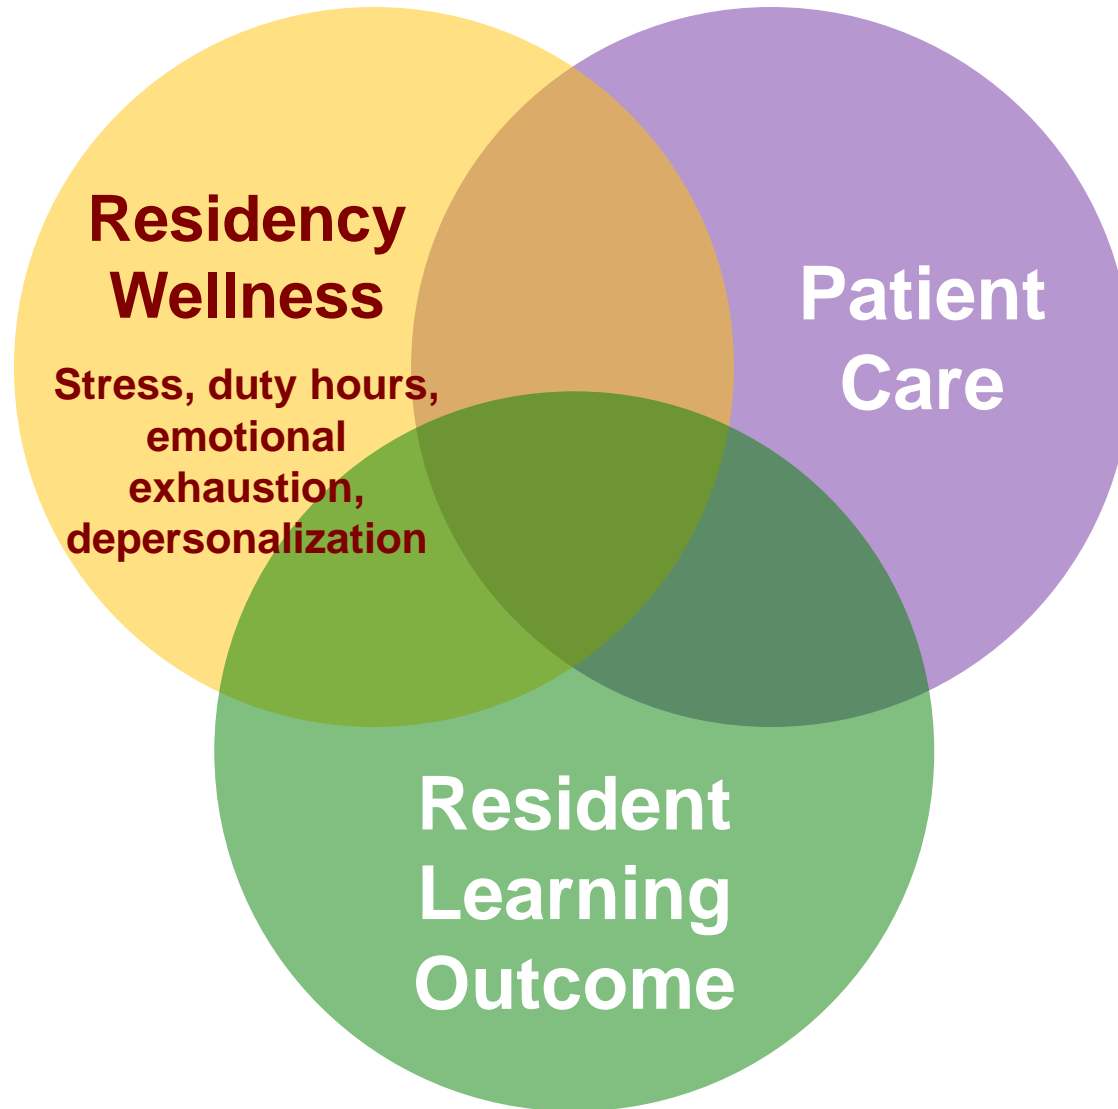 Residency
Wellness
Stress, duty hours,
emotional
exhaustion,
depersonalization
Patient
Care
Resident
Learning
Outcome